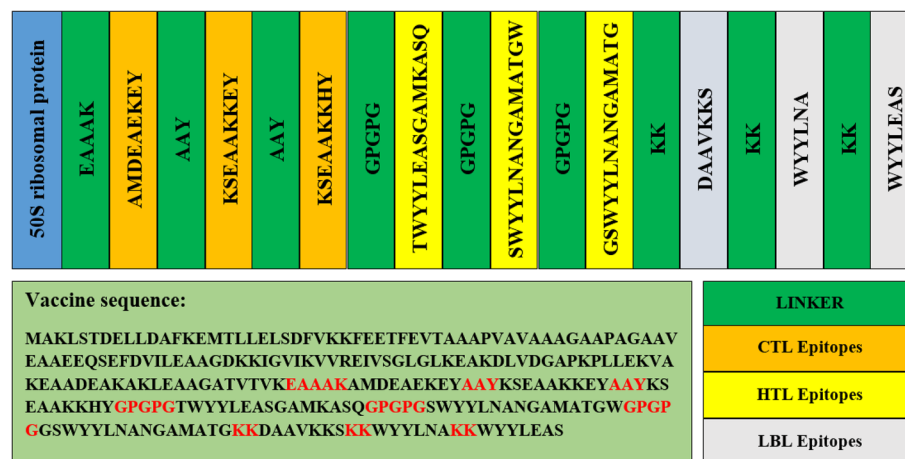 50S ribosomal protein
EAAAK
AMDEAEKEY
AAY
KSEAAKKEY
AAY
KSEAAKKHY
GPGPG
TWYYLEASGAMKASQ
GPGPG
SWYYLNANGAMATGW
GPGPG
GSWYYLNANGAMATG
KK
DAAVKKS
KK
WYYLNA
KK
WYYLEAS
Vaccine sequence:
MAKLSTDELLDAFKEMTLLELSDFVKKFEETFEVTAAAPVAVAAAGAAPAGAAV
EAAEEQSEFDVILEAAGDKKIGVIKVVREIVSGLGLKEAKDLVDGAPKPLLEKVA
KEAADEAKAKLEAAGATVTVKEAAAKAMDEAEKEYAAYKSEAAKKEYAAYKS
EAAKKHYGPGPGTWYYLEASGAMKASQGPGPGSWYYLNANGAMATGWGPGP
GGSWYYLNANGAMATGKKDAAVKKSKKWYYLNAKKWYYLEAS
LINKER
CTL Epitopes
HTL Epitopes
LBL Epitopes